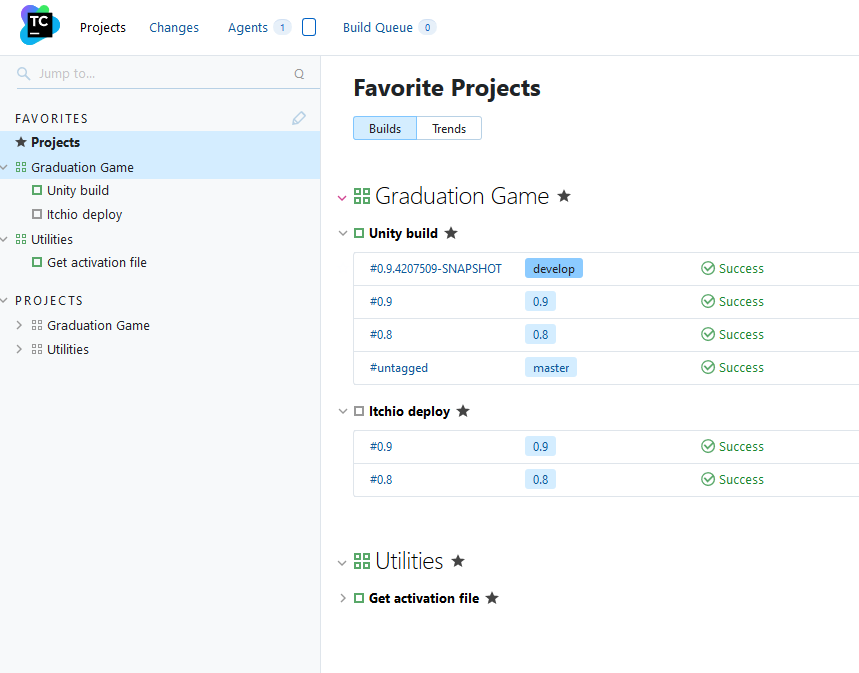 TC
Projects Changes Agents 1 Build Queue 0
Jump to... Q
FAVORITES
Projects
Graduation Game
Unity build
Itchio deploy
Utilities
Get activation file
PROJECTS
Graduation Game
Utilities
Favorite Projects
Builds Trends
Graduation Game
Unity build
#0.9.4207509-SNAPSHOT develop Success
#0.9 0.9 Success
#0.8 0.8 Success
#untagged master Success
Itchio deploy
#0.9 0.9 Success
#0.8 0.8 Success
Utilities
Get activation file